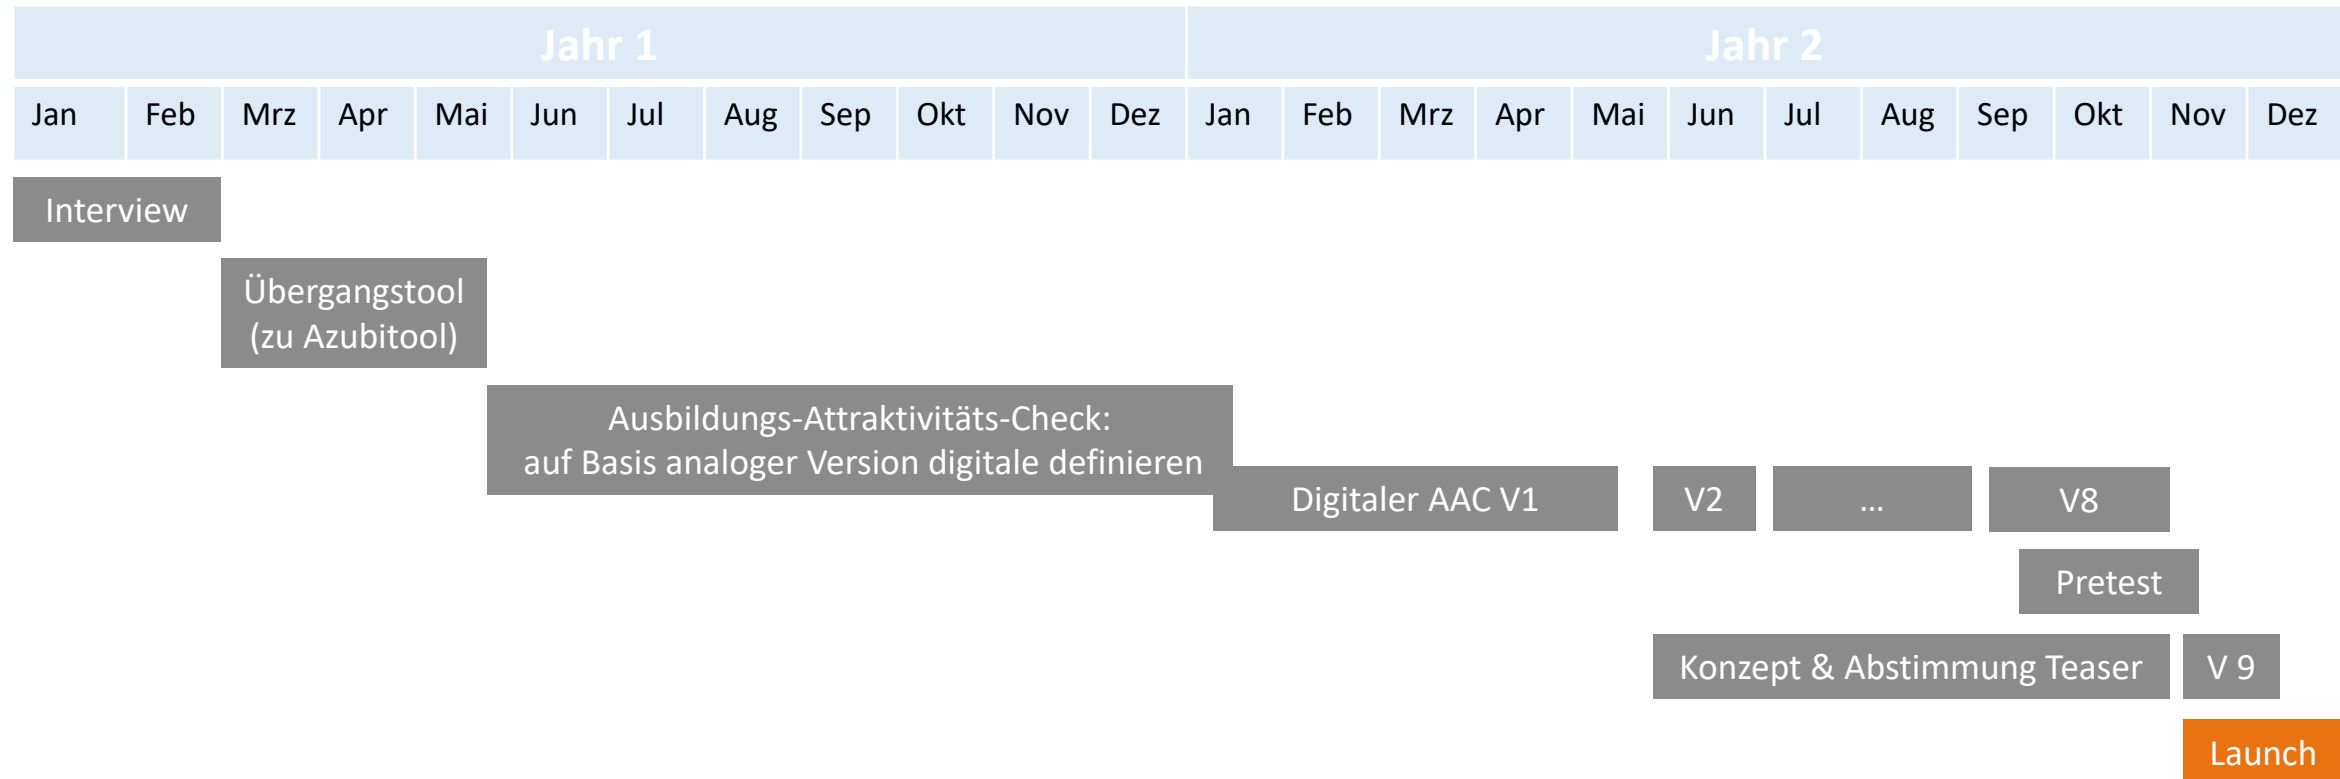 Jahr 1 Jahr 2
Jan Feb Mrz Apr Mai Jun Jul Aug Sep Okt Nov Dez Jan Feb Mrz Apr Mai Jun Jul Aug Sep Okt Nov Dez
Interview
Übergangstool
(zu Azubitool)
Ausbildungs-Attraktivitäts-Check:
auf Basis analoger Version digitale definieren
Digitaler AAC V1 V2 ... V8
Pretest
Konzept & Abstimmung Teaser V 9
Launch